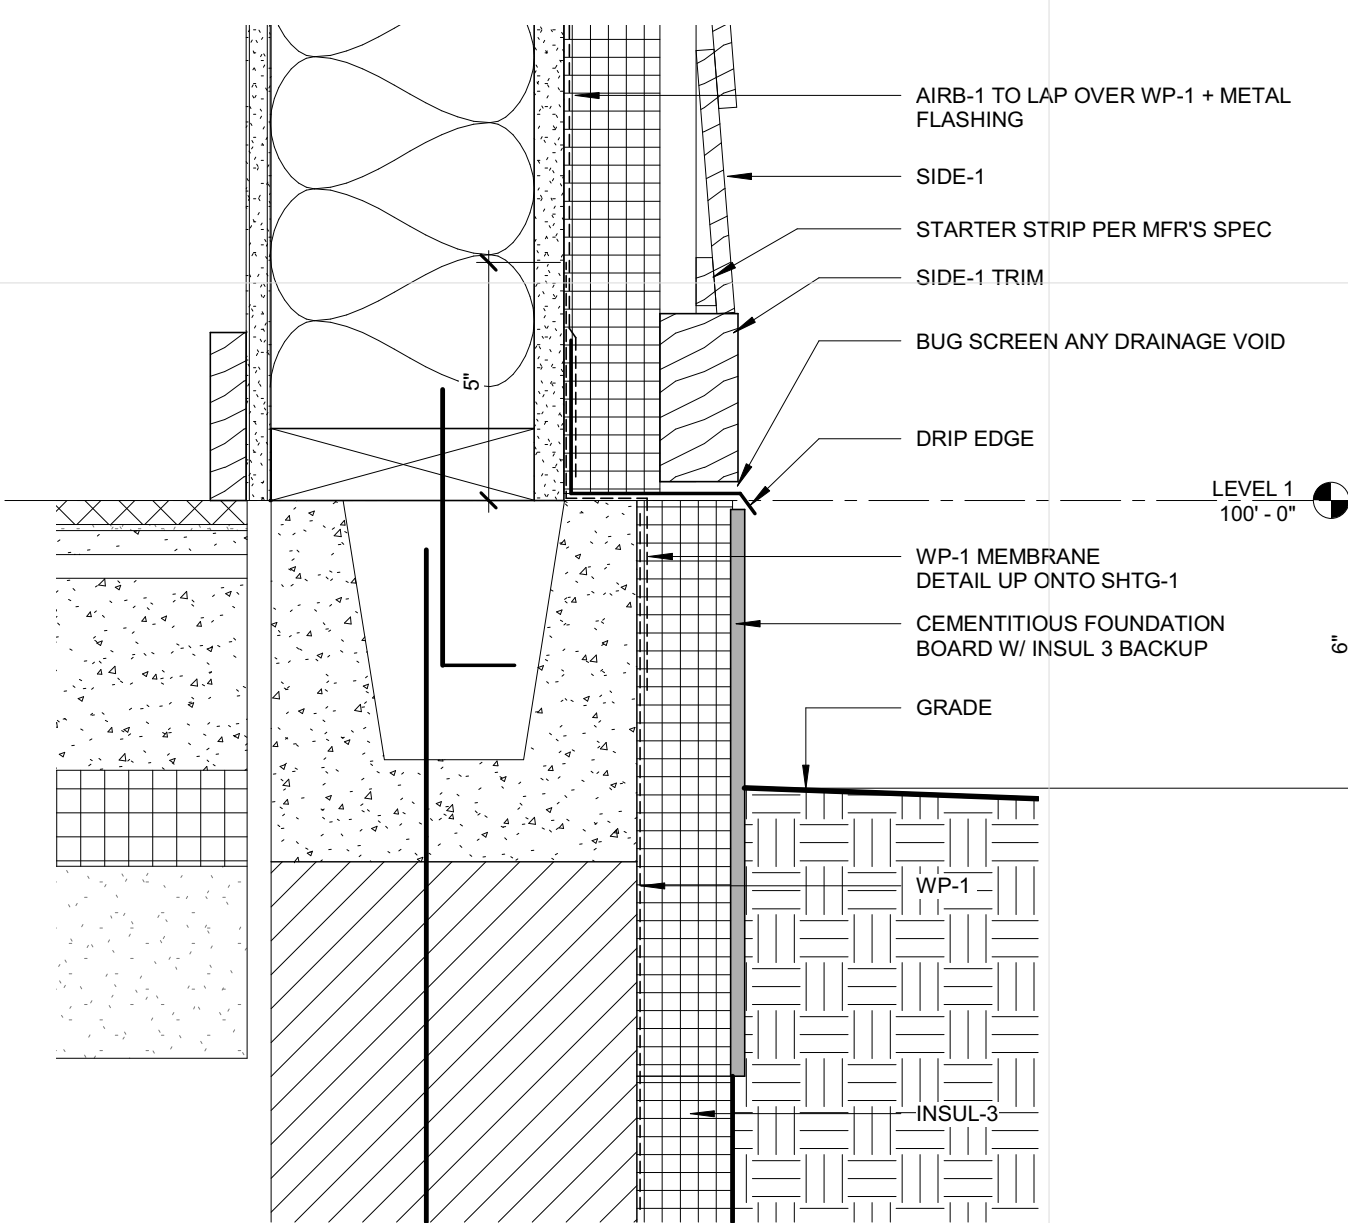 AIRB-1 TO LAP OVER WP-1 + METAL
FLASHING
SIDE-1
STARTER STRIP PER MFR'S SPEC
SIDE-1 TRIM
BUG SCREEN ANY DRAINAGE VOID
5"
DRIP EDGE
LEVEL 1
100' - 0"
WP-1 MEMBRANE
DETAIL UP ONTO SHTG-1
CEMENTITIOUS FOUNDATION
BOARD W/ INSUL 3 BACKUP
6"
GRADE
WP-1
INSUL-3